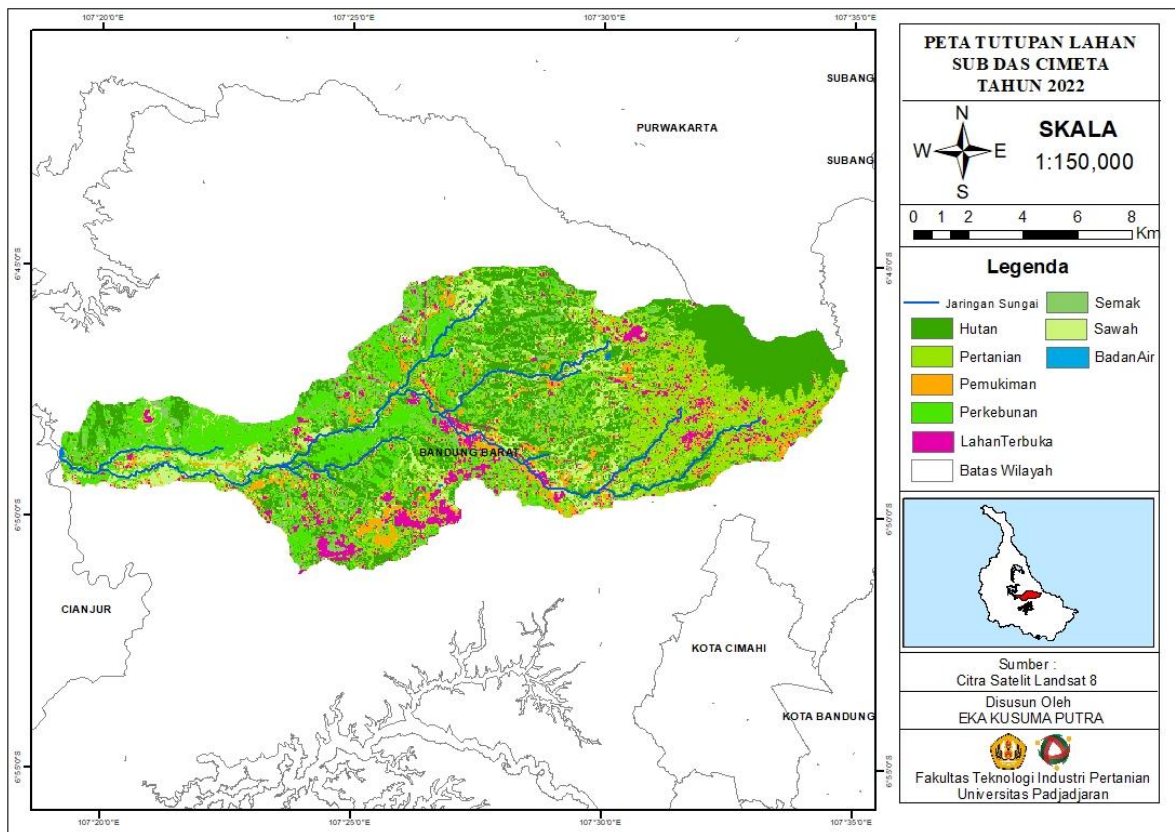 107°20'0"E
107°25'0"E
107°30'0"E
107°35'0"E
SUBANG
PURWAKARTA
SUBANG
6°45'0"S
6°45'0"S
BANDUNG BARAT
6°50'0"S
6°50'0"S
CIANJUR
KOTA CIMAHI
KOTA BANDUNG
6°55'0"S
6°55'0"S
107°20'0"E
107°25'0"E
107°30'0"E
107°35'0"E
PETA TUTUPAN LAHAN
SUB DAS CIMETA
TAHUN 2022
N
W
E
S
SKALA
1:150,000
0 1 2 4 6 8
Km
Legenda
Jaringan Sungai
Hutan
Pertanian
Pemukiman
Perkebunan
LahanTerbuka
Batas Wilayah
Semak
Sawah
BadanAir
Sumber :
Citra Satelit Landsat 8
Disusun Oleh
EKA KUSUMA PUTRA
Fakultas Teknologi Industri Pertanian
Universitas Padjadjaran